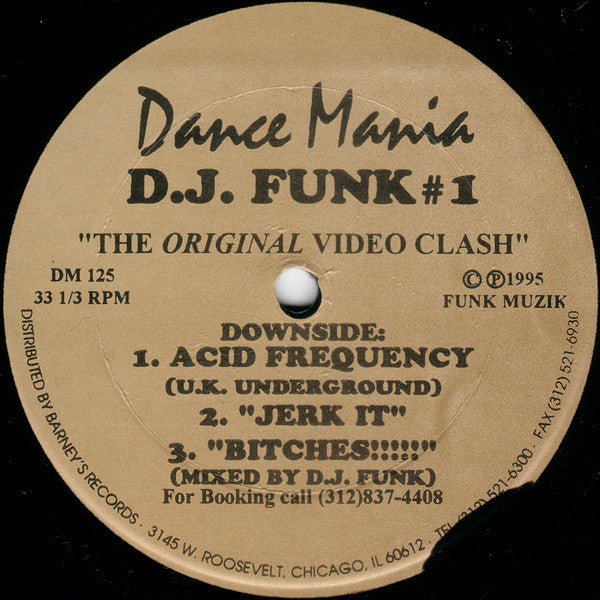 Dance Mania
D.J. FUNK #1
"THE ORIGINAL VIDEO CLASH"
DM 125
33 1/3 RPM
© ℗ 1995
FUNK MUZIK
DOWNSIDE:
1. ACID FREQUENCY
(U.K. UNDERGROUND)
2. "JERK IT"
3. "BITCHES!!!!!"
(MIXED BY D.J. FUNK)
For Booking call (312)837-4408
DISTRIBUTED BY BARNEY'S RECORDS · 3145 W. ROOSEVELT, CHICAGO, IL 60612 · TEL (312) 521-6300 · FAX (312) 521-6930